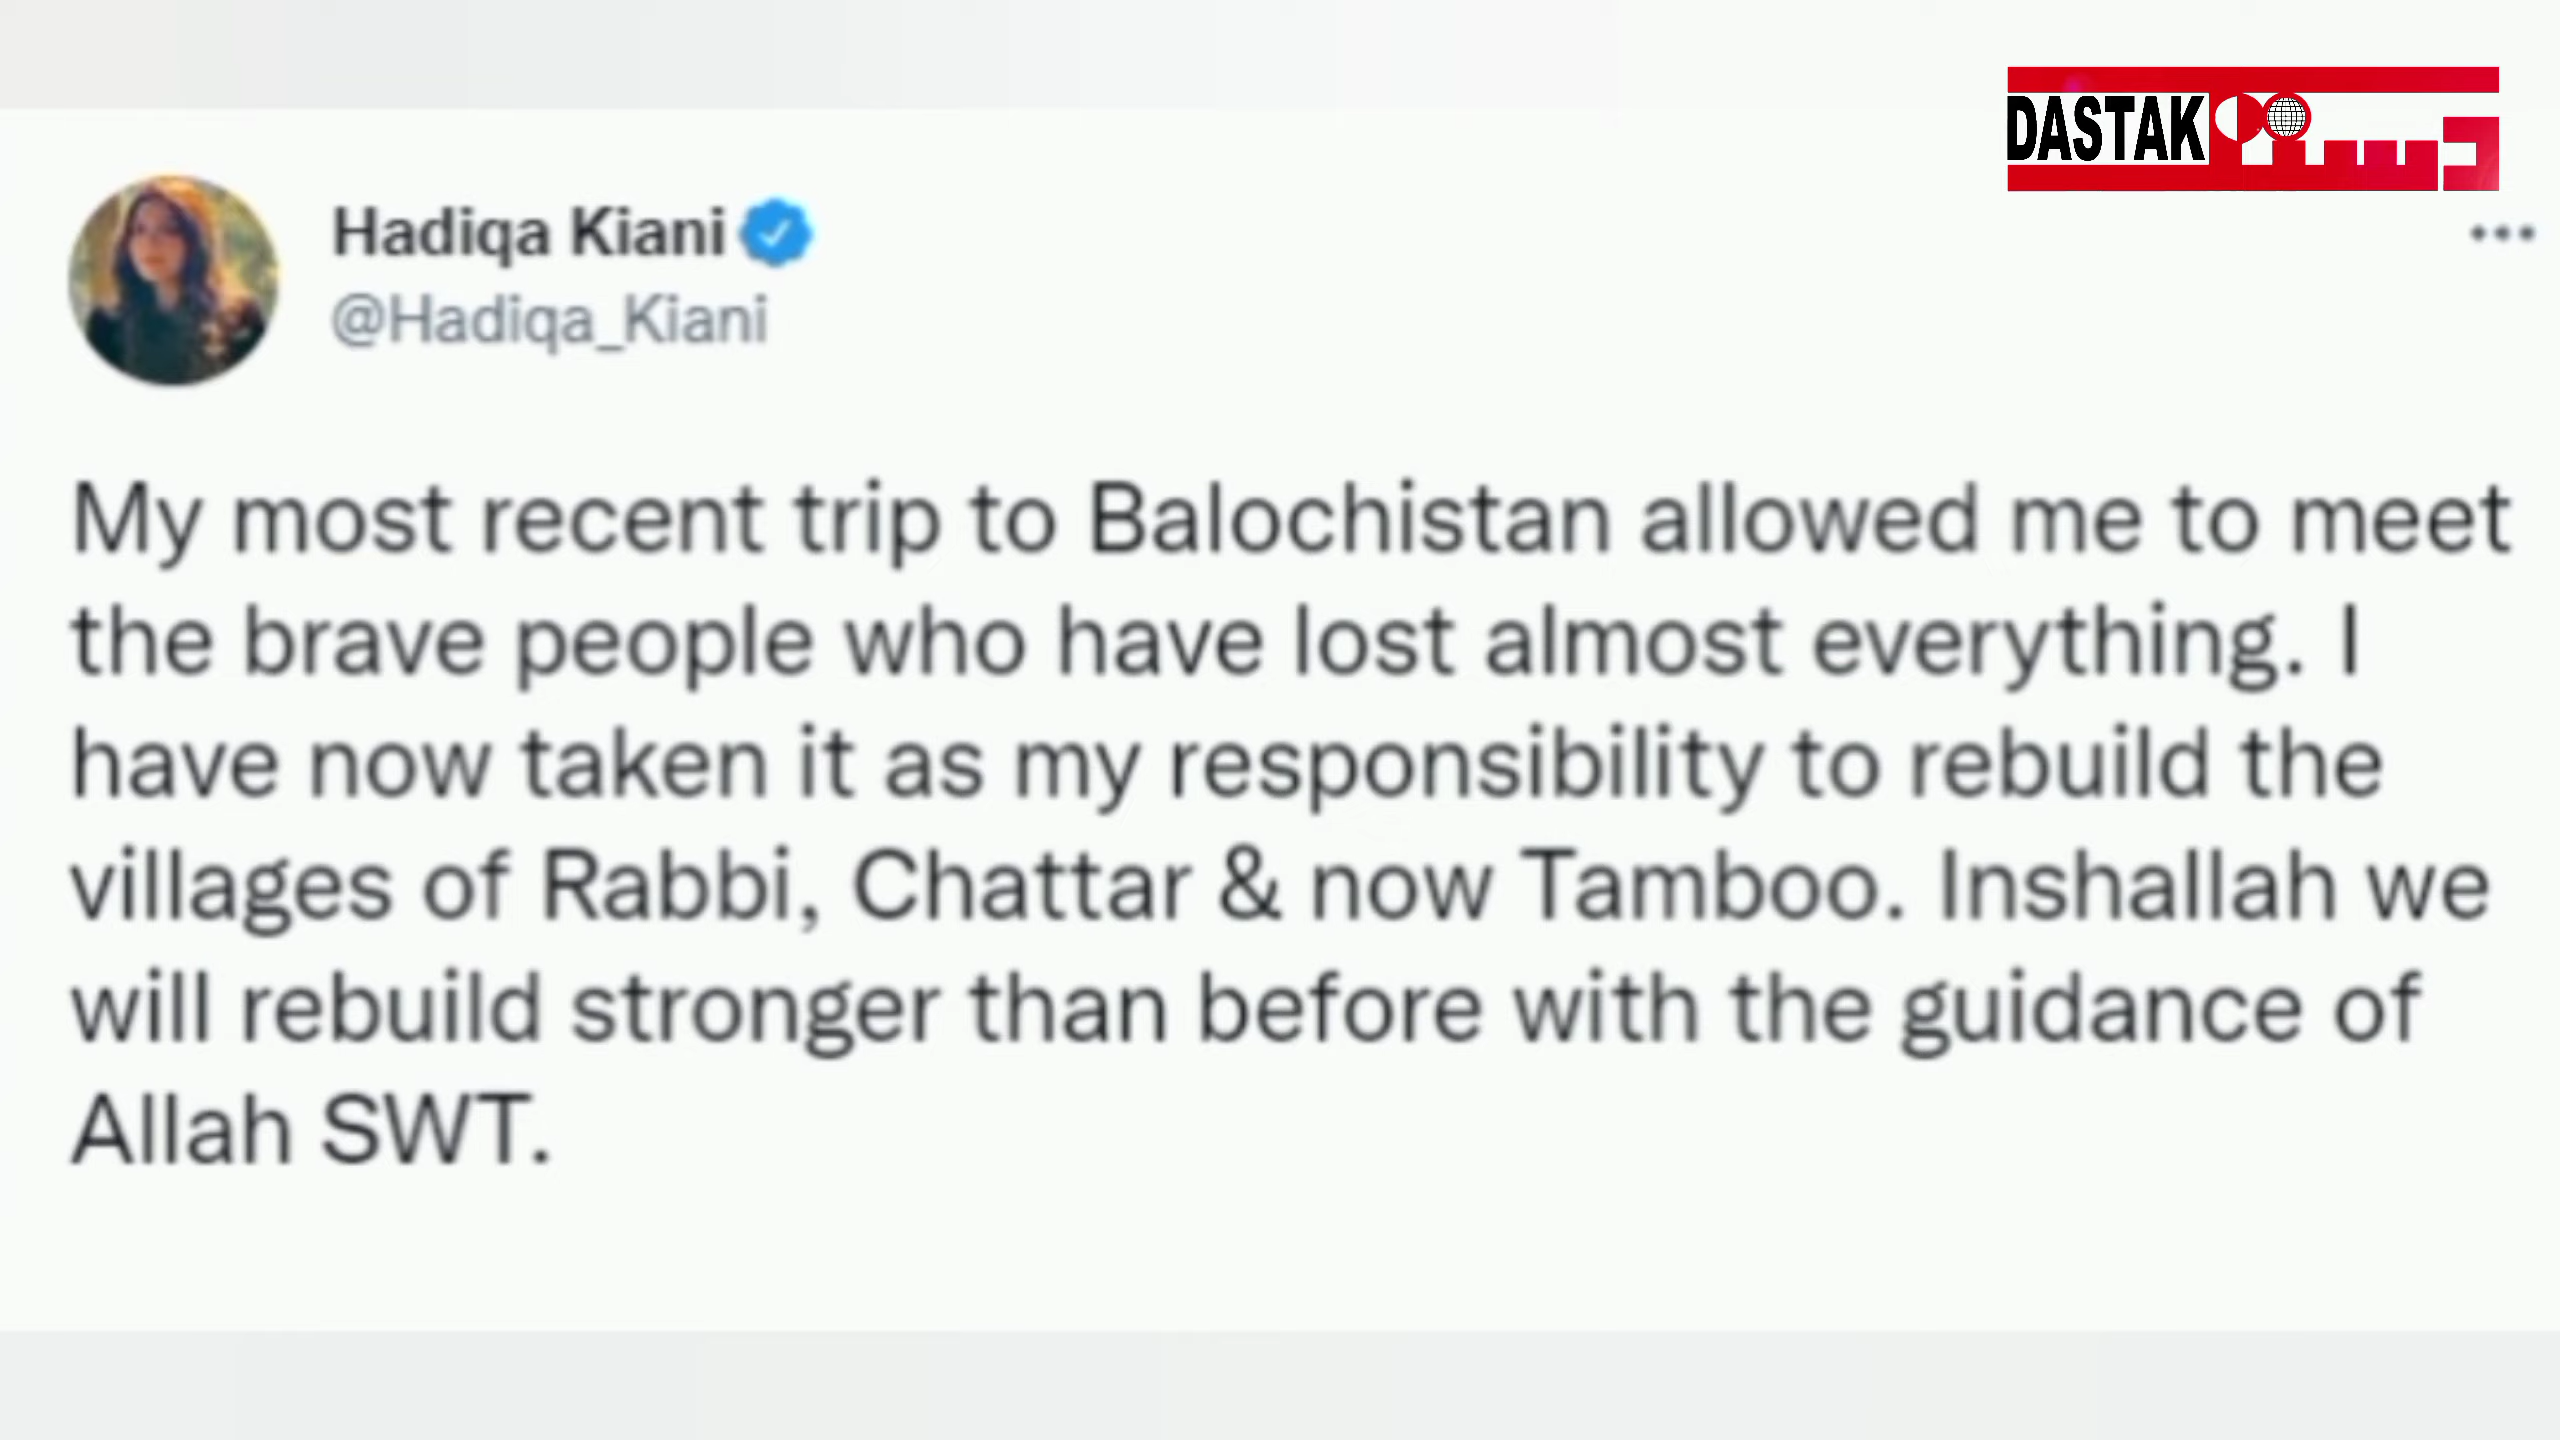 DASTAK دستک
Hadiqa Kiani
@Hadiqa_Kiani
My most recent trip to Balochistan allowed me to meet
the brave people who have lost almost everything. I
have now taken it as my responsibility to rebuild the
villages of Rabbi, Chattar & now Tamboo. Inshallah we
will rebuild stronger than before with the guidance of
Allah SWT.